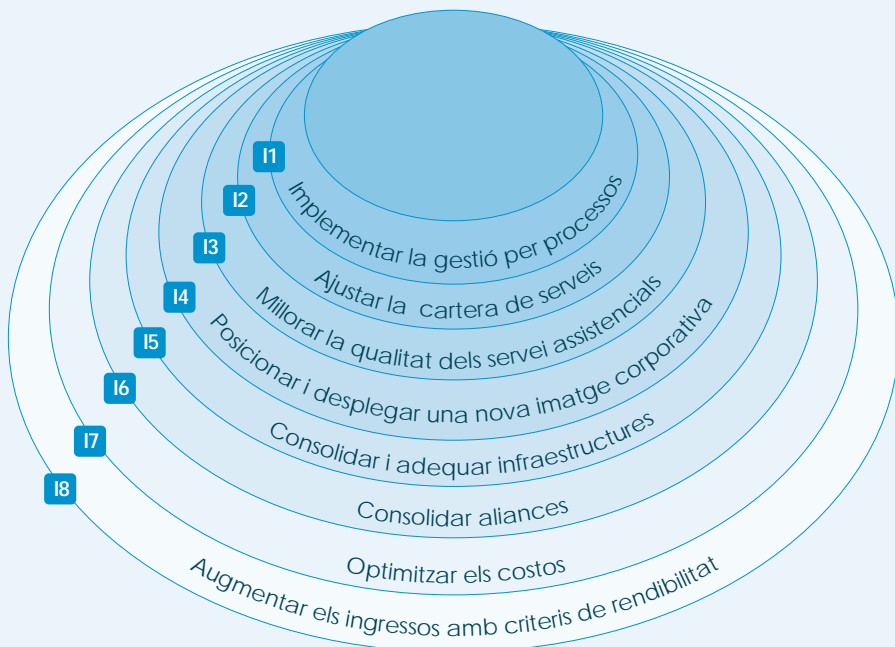 I1
Implementar la gestió per processos
I2
Ajustar la cartera de serveis
I3
Millorar la qualitat dels servei assistencials
I4
Posicionar i desplegar una nova imatge corporativa
I5
Consolidar i adequar infraestructures
I6
Consolidar aliances
I7
Optimitzar els costos
I8
Augmentar els ingressos amb criteris de rendibilitat